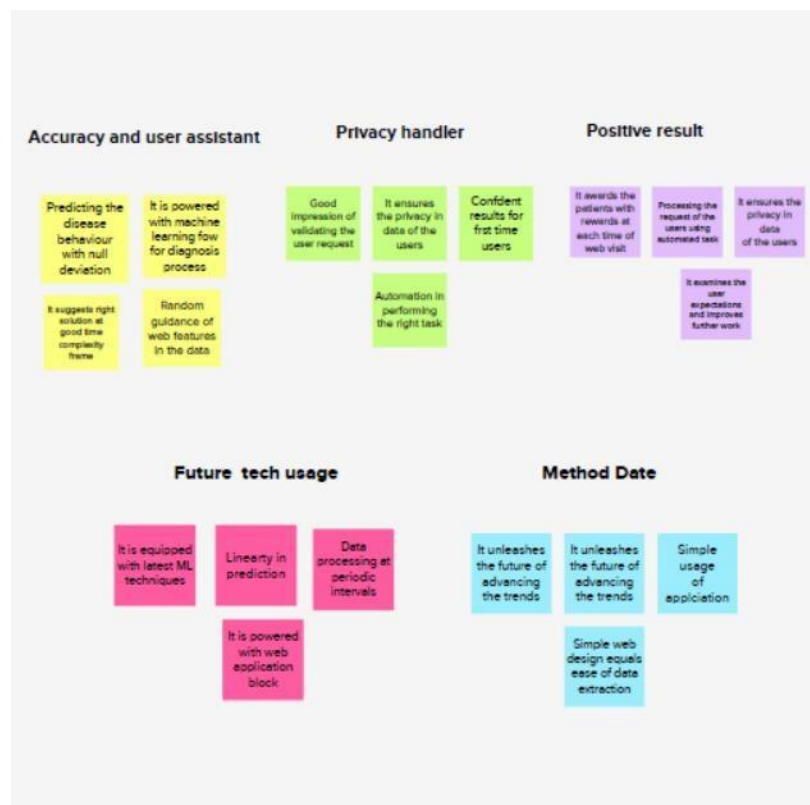 Accuracy and user assistant
Predicting the
disease
behaviour
with null
deviation
It is powered
with machine
learning fow
for diagnosis
process
It suggests right
solution at
good time
complexity
frame
Random
guidance of
web features
in the data
Privacy handler
Good
impression of
validating the
user request
It ensures
the privacy in
data of the
users
Confdent
results for
frst time
users
Automation in
performing
the right task
Positive result
It awards the
patients with
rewards at
each time of
web visit
Processing the
request of the
users using
automated task
It ensures the
privacy in
data
of the users
It examines the
user
expectations
and improves
further work
Future tech usage
It is equipped
with latest ML
techniques
Linearty in
prediction
Data
processing at
periodic
intervals
It is powered
with web
application
block
Method Date
It unleashes
the future of
advancing
the trends
It unleashes
the future of
advancing
the trends
Simple
usage
of
applciation
Simple web
design equals
ease of data
extraction